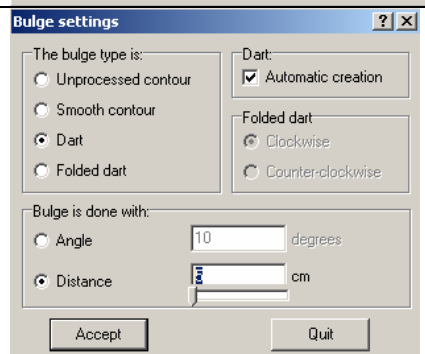 Bulge settings
The bulge type is:
Unprocessed contour
Smooth contour
Dart
Folded dart
Dart:
Automatic creation
Folded dart
Clockwise
Counter-clockwise
Bulge is done with:
Angle 10 degrees
Distance cm
Accept Quit